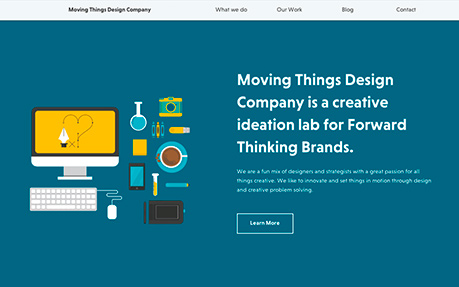 Moving Things Design Company
What we do
Our Work
Blog
Contact
Moving Things Design
Company is a creative
ideation lab for Forward
Thinking Brands.
We are a fun mix of designers and strategists with a great passion for all
things creative. We like to innovate and set things in motion through design
and creative problem solving.
Learn More